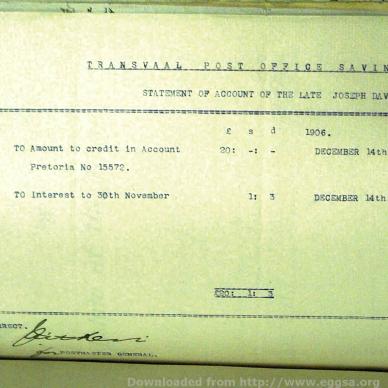 TRANSVAAL POST OFFICE SAVIN
STATEMENT OF ACCOUNT OF THE LATE JOSEPH DAV
£ s d 1906.
TO Amount to credit in Account 20: -: - DECEMBER 14th
Pretoria No 15572.
TO Interest to 30th November 1: 3 DECEMBER 14th
£20: 1: 3
RRECT.
for POSTMASTER GENERAL.
Downloaded from www.eggsa.org